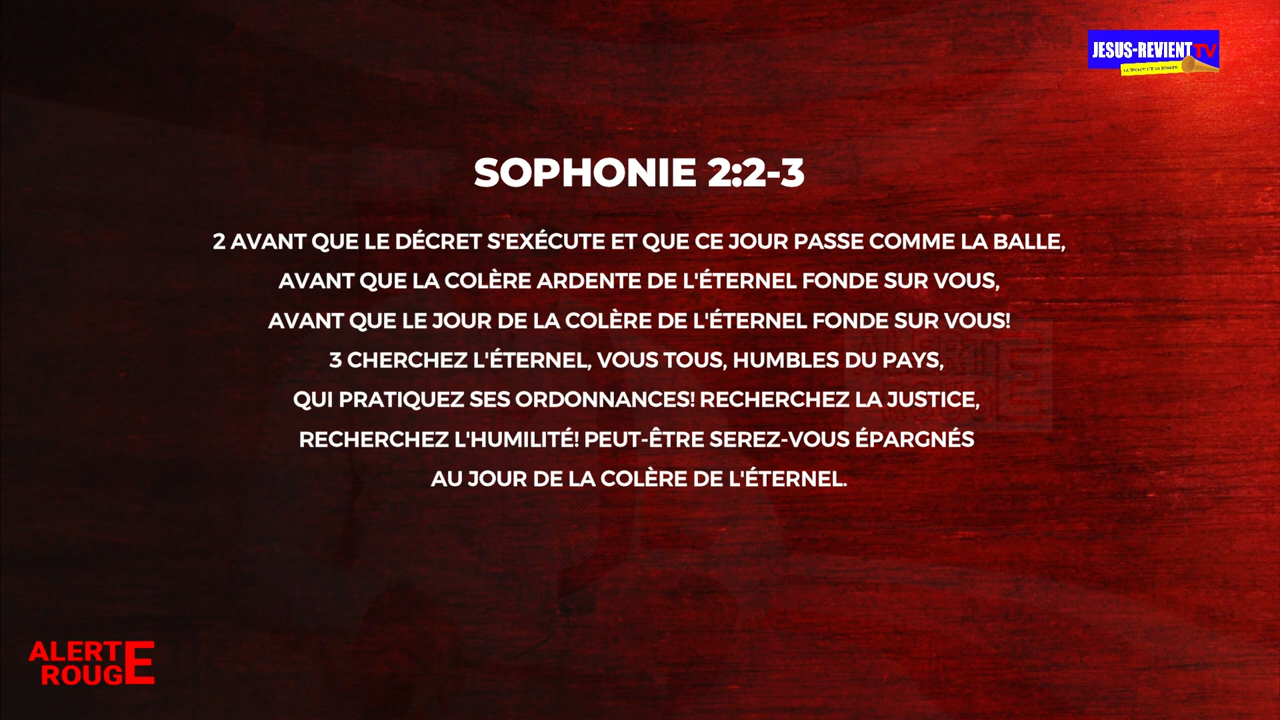 JESUS-REVIENT TV
SOPHONIE 2:2-3
2 AVANT QUE LE DÉCRET S'EXÉCUTE ET QUE CE JOUR PASSE COMME LA BALLE,
AVANT QUE LA COLÈRE ARDENTE DE L'ÉTERNEL FONDE SUR VOUS,
AVANT QUE LE JOUR DE LA COLÈRE DE L'ÉTERNEL FONDE SUR VOUS!
3 CHERCHEZ L'ÉTERNEL, VOUS TOUS, HUMBLES DU PAYS,
QUI PRATIQUEZ SES ORDONNANCES! RECHERCHEZ LA JUSTICE,
RECHERCHEZ L'HUMILITÉ! PEUT-ÊTRE SEREZ-VOUS ÉPARGNÉS
AU JOUR DE LA COLÈRE DE L'ÉTERNEL.
ALERTE
ROUGE